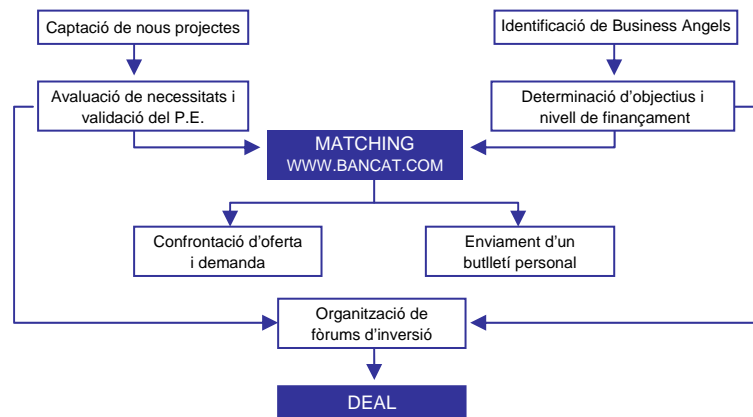 Captació de nous projectes
Identificació de Business Angels
Avaluació de necessitats i
validació del P.E.
Determinació d'objectius i
nivell de finançament
MATCHING
WWW.BANCAT.COM
Confrontació d'oferta
i demanda
Enviament d'un
butlletí personal
Organització de
fòrums d'inversió
DEAL